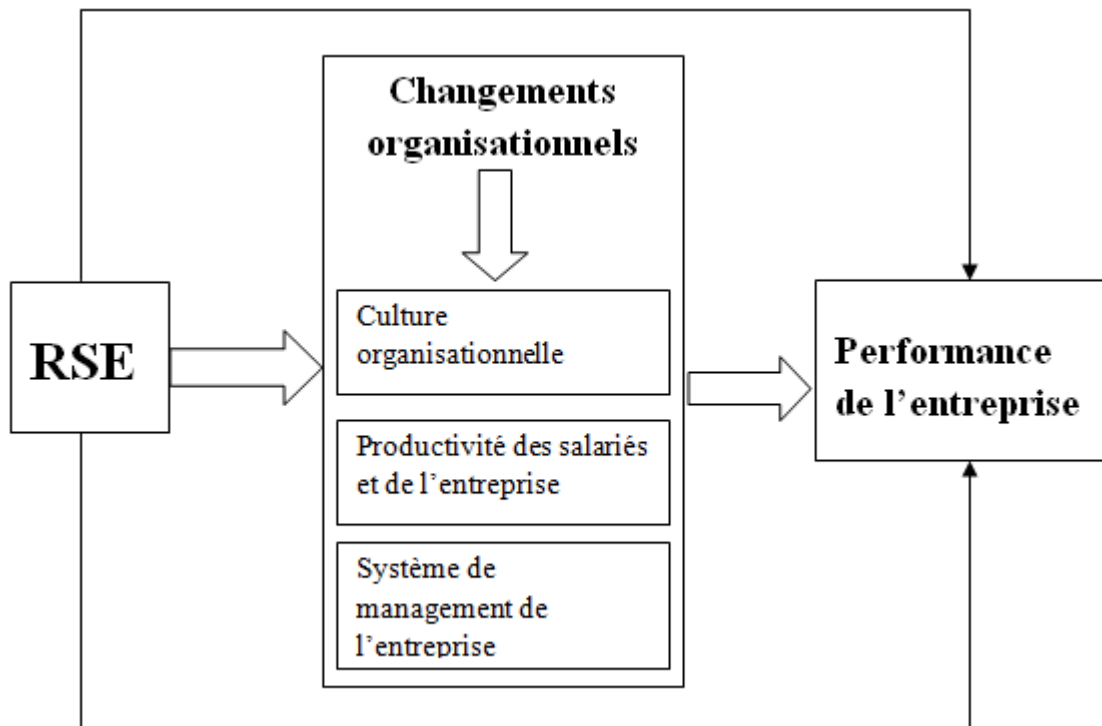 Changements
organisationnels
RSE
Culture
organisationnelle
Productivité des salariés
et de l’entreprise
Système de
management de
l’entreprise
Performance
de l’entreprise